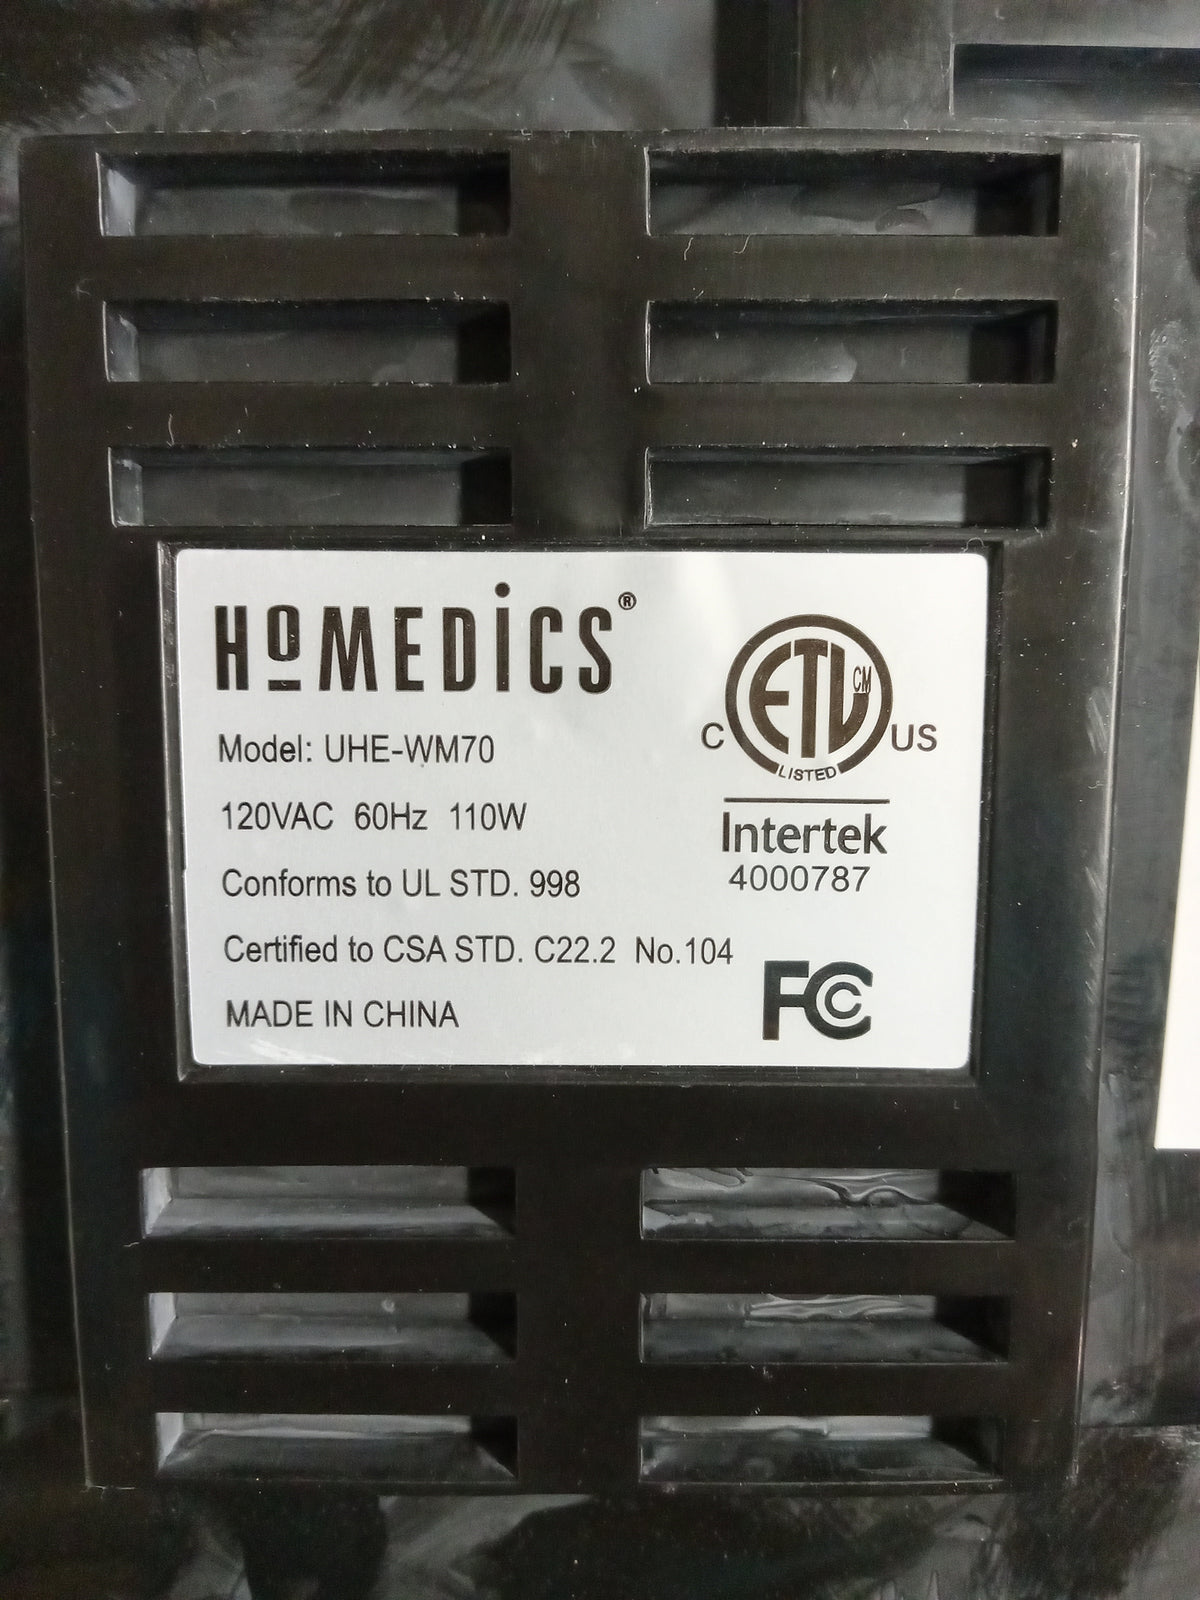 HOMEDICS®
Model: UHE-WM70
120VAC 60Hz 110W
Conforms to UL STD. 998
Certified to CSA STD. C22.2 No.104
MADE IN CHINA
ETL CM
C US
LISTED
Intertek
4000787
FCC